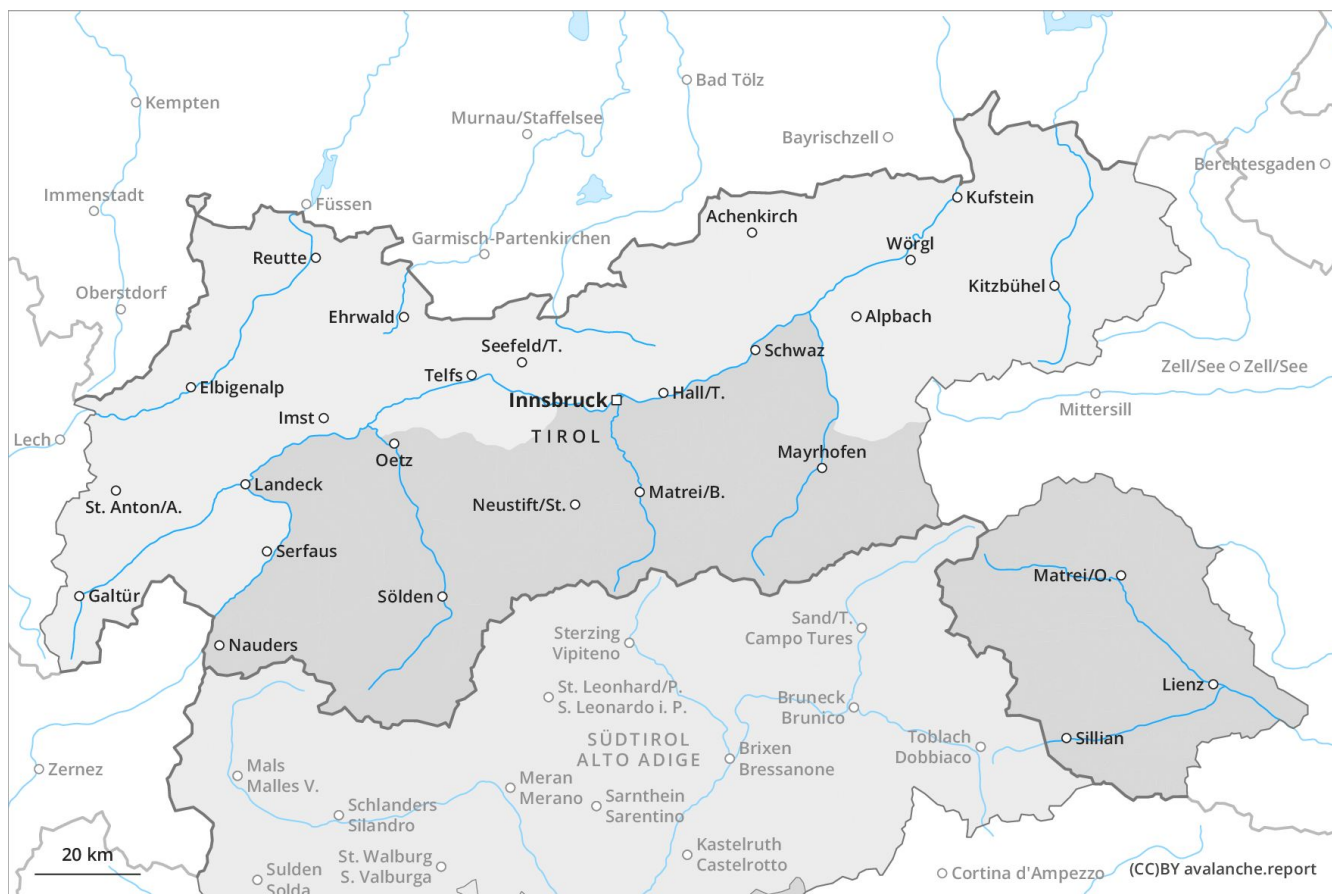 Bad Tölz
Kempten
Murnau/Staffelsee
Bayrischzell
Berchtesgaden
Immenstadt
Füssen
Achenkirch
Kufstein
Garmisch-Partenkirchen
Wörgl
Reutte
Oberstdorf
Kitzbühel
Ehrwald
Alpbach
Seefeld/T.
Schwaz
Zell/See
Zell/See
Telfs
Elbigenalp
Hall/T.
Innsbruck
Mittersill
Imst
TIROL
Lech
Oetz
Mayrhofen
Landeck
Matrei/B.
St. Anton/A.
Neustift/St.
Serfaus
Matrei/O.
Galtür
Sölden
Sand/T.
Campo Tures
Sterzing
Vipiteno
Nauders
Lienz
St. Leonhard/P.
S. Leonardo i. P.
Bruneck
Brunico
SÜDTIROL
ALTO ADIGE
Toblach
Dobbiaco
Sillian
Brixen
Bressanone
Zernez
Mals
Malles V.
Meran
Merano
Sarnthein
Sarentino
Schlanders
Silandro
Kastelruth
Castelrotto
20 km
St. Walburg
S. Valburga
Sulden
Solda
Cortina d'Ampezzo
(CC)BY avalanche.report